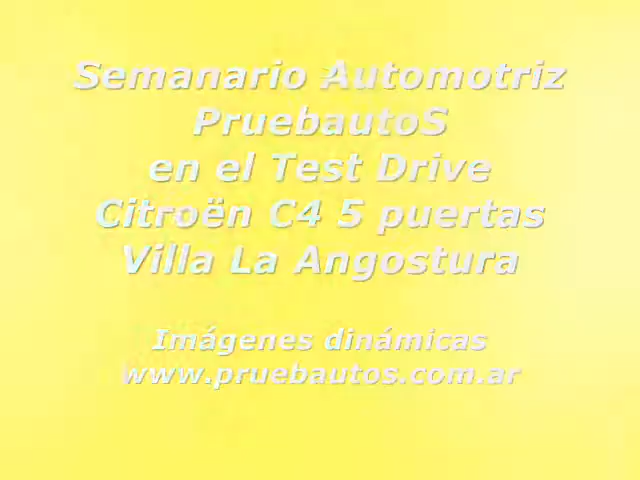 Semanario Automotriz
PruebautoS
en el Test Drive
Citroën C4 5 puertas
Villa La Angostura
Imágenes dinámicas
www.pruebautos.com.ar